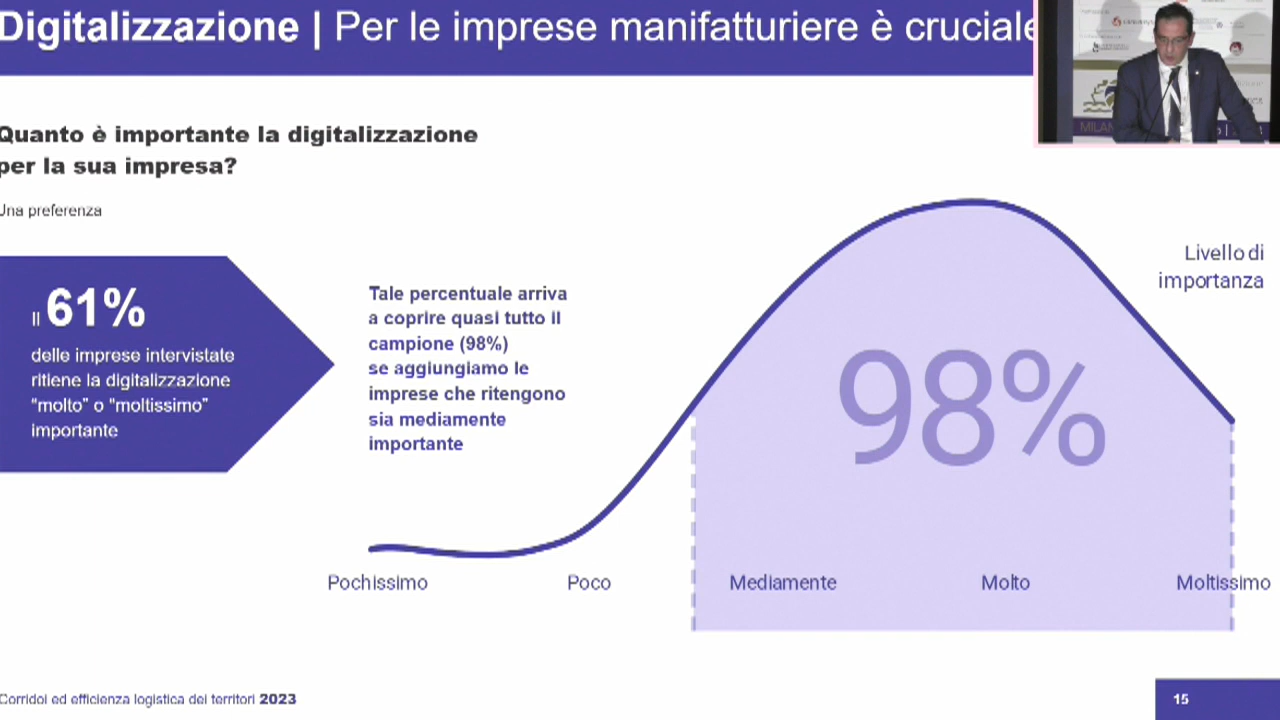 Digitalizzazione | Per le imprese manifatturiere è cruciale
Quanto è importante la digitalizzazione
per la sua impresa?
Una preferenza
Il 61%
delle imprese intervistate
ritiene la digitalizzazione
“molto” o “moltissimo”
importante
Tale percentuale arriva
a coprire quasi tutto il
campione (98%)
se aggiungiamo le
imprese che ritengono
sia mediamente
importante
Livello di
importanza
98%
Pochissimo
Poco
Mediamente
Molto
Moltissimo
Corridoi ed efficienza logistica dei territori 2023
15